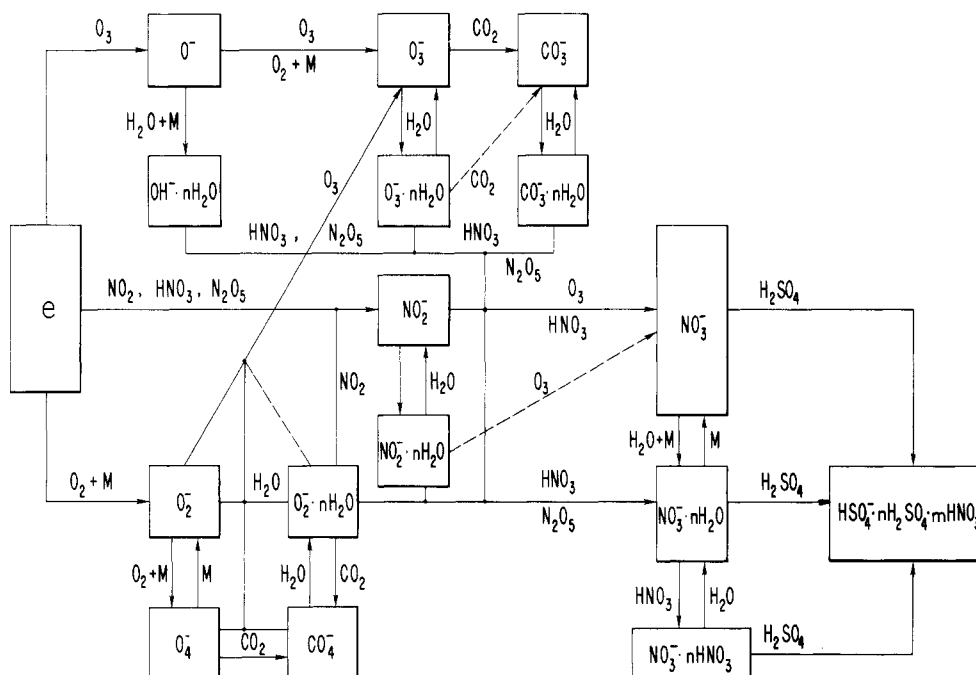 O₃
O⁻
O₃
O₂ + M
O₃⁻
CO₂
CO₃⁻
H₂O+M
H₂O
H₂O
OH⁻·nH₂O
O₃
O₃⁻·nH₂O
CO₂
CO₃⁻·nH₂O
HNO₃ , N₂O₅
HNO₃
N₂O₅
e
NO₂, HNO₃, N₂O₅
NO₂⁻
O₃
HNO₃
NO₃⁻
H₂SO₄
NO₂
H₂O
O₃
NO₂⁻·nH₂O
H₂O+M
M
O₂ + M
O₂⁻
H₂O
O₂⁻·nH₂O
HNO₃
N₂O₅
NO₃⁻·nH₂O
H₂SO₄
HSO₄⁻·nH₂SO₄·mHNO₃
O₂+M
M
H₂O
CO₂
HNO₃
H₂O
O₄⁻
CO₂
CO₄⁻
NO₃⁻·nHNO₃
H₂SO₄